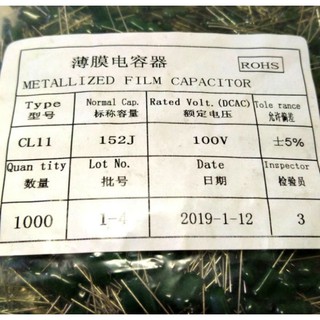 薄膜电容器
ROHS
METALLIZED FILM CAPACITOR
Type Normal Cap. Rated Volt.(DCAC) Tole rance
型号 标称容量 额定电压 允许偏差
CL11 152J 100V ±5%
Quan tity Lot No. Date Inspector
数量 批号 日期 检验员
1000 1-4 2019-1-12 3